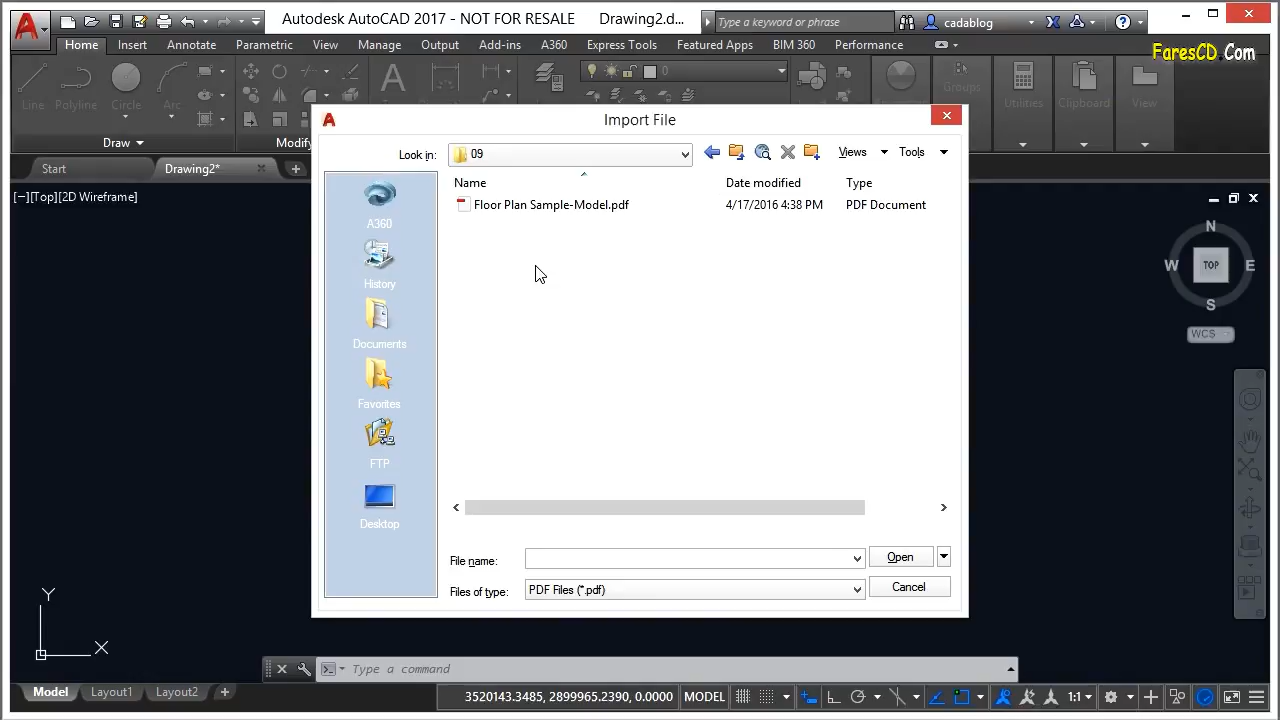 Autodesk AutoCAD 2017 - NOT FOR RESALE Drawing2.d... Type a keyword or phrase cadablog
Home Insert Annotate Parametric View Manage Output Add-ins A360 Express Tools Featured Apps BIM 360 Performance
FaresCD.Com
0
Line Polyline Circle Arc Groups Utilities Clipboard View
Draw Modify
Import File
Start Drawing2*
Look in: 09 Views Tools
[−][Top][2D Wireframe]
Name Date modified Type
Floor Plan Sample-Model.pdf 4/17/2016 4:38 PM PDF Document
A360
History
Documents
Favorites
FTP
Desktop
N
W TOP E
S
WCS
File name: Open
Files of type: PDF Files (*.pdf) Cancel
Y
X
Type a command
Model Layout1 Layout2 3520143.3485, 2899965.2390, 0.0000 MODEL 1:1